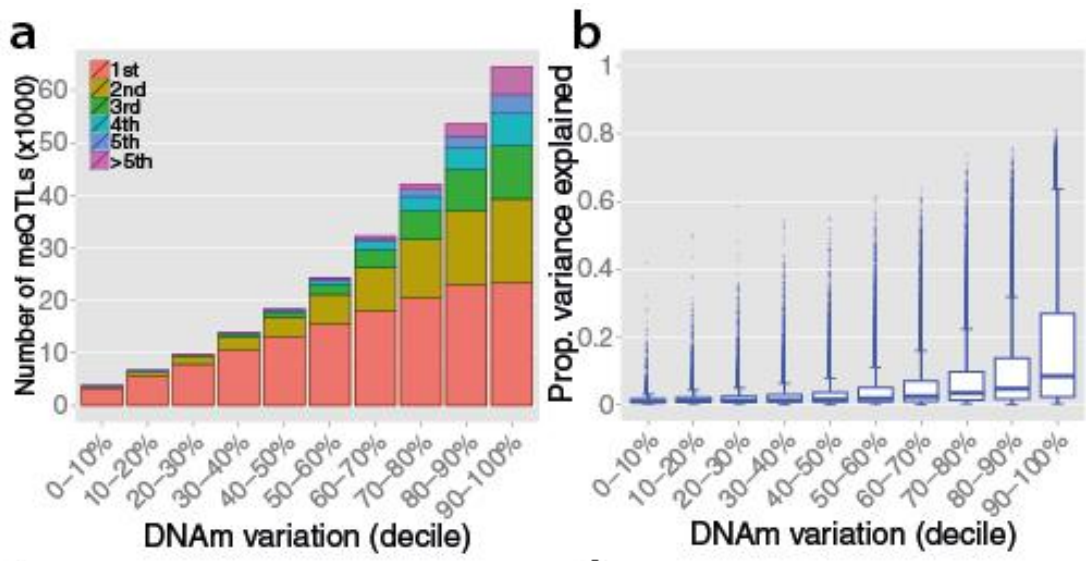 a
Number of meQTLs (x1000)
60
50
40
30
20
10
0
1st
2nd
3rd
4th
5th
>5th
0–10%
10–20%
20–30%
30–40%
40–50%
50–60%
60–70%
70–80%
80–90%
90–100%
DNAm variation (decile)
b
Prop. variance explained
1
0.8
0.6
0.4
0.2
0
0–10%
10–20%
20–30%
30–40%
40–50%
50–60%
60–70%
70–80%
80–90%
90–100%
DNAm variation (decile)